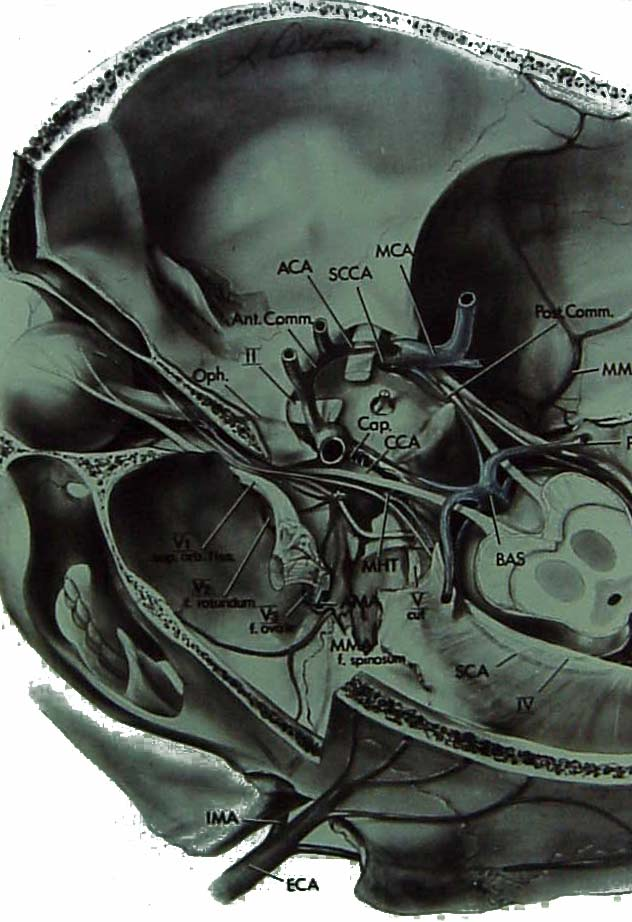 MCA
ACA
SCCA
Ant. Comm.
Post. Comm.
II
MM
Oph.
Cap.
CCA
BAS
V1
sup. orb. fiss.
MHT
V2
f. rotundum
V
cut
V3
f. ovale
MMA
f. spinosum
SCA
IV
IMA
ECA